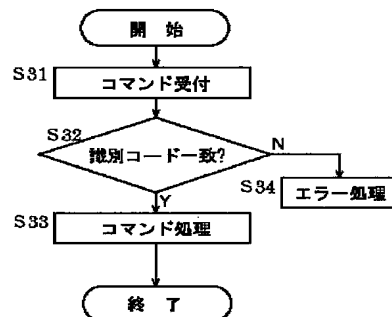 開 始
S31
コマンド受付
S32
識別コード一致?
N
S34
エラー処理
Y
S33
コマンド処理
終 了